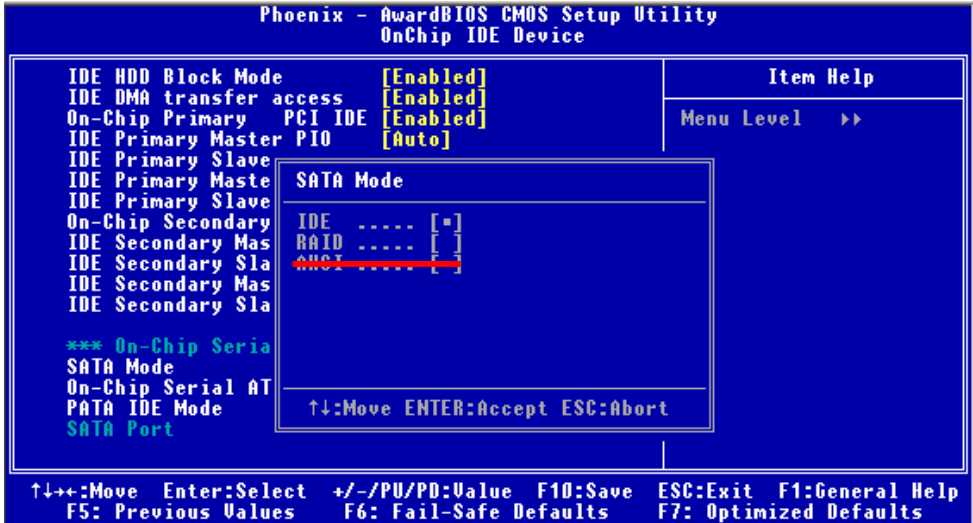 Phoenix - AwardBIOS CMOS Setup Utility
OnChip IDE Device
IDE HDD Block Mode [Enabled]
IDE DMA transfer access [Enabled]
On-Chip Primary PCI IDE [Enabled]
IDE Primary Master PIO [Auto]
IDE Primary Slave
IDE Primary Maste
IDE Primary Slave
On-Chip Secondary
IDE Secondary Mas
IDE Secondary Sla
IDE Secondary Mas
IDE Secondary Sla
*** On-Chip Seria
SATA Mode
On-Chip Serial AT
PATA IDE Mode
SATA Port
SATA Mode
IDE ..... [▪]
RAID ..... [ ]
AHCI ..... [ ]
↑↓:Move ENTER:Accept ESC:Abort
Item Help
Menu Level ▸▸
↑↓→←:Move Enter:Select +/-/PU/PD:Value F10:Save ESC:Exit F1:General Help
F5: Previous Values F6: Fail-Safe Defaults F7: Optimized Defaults